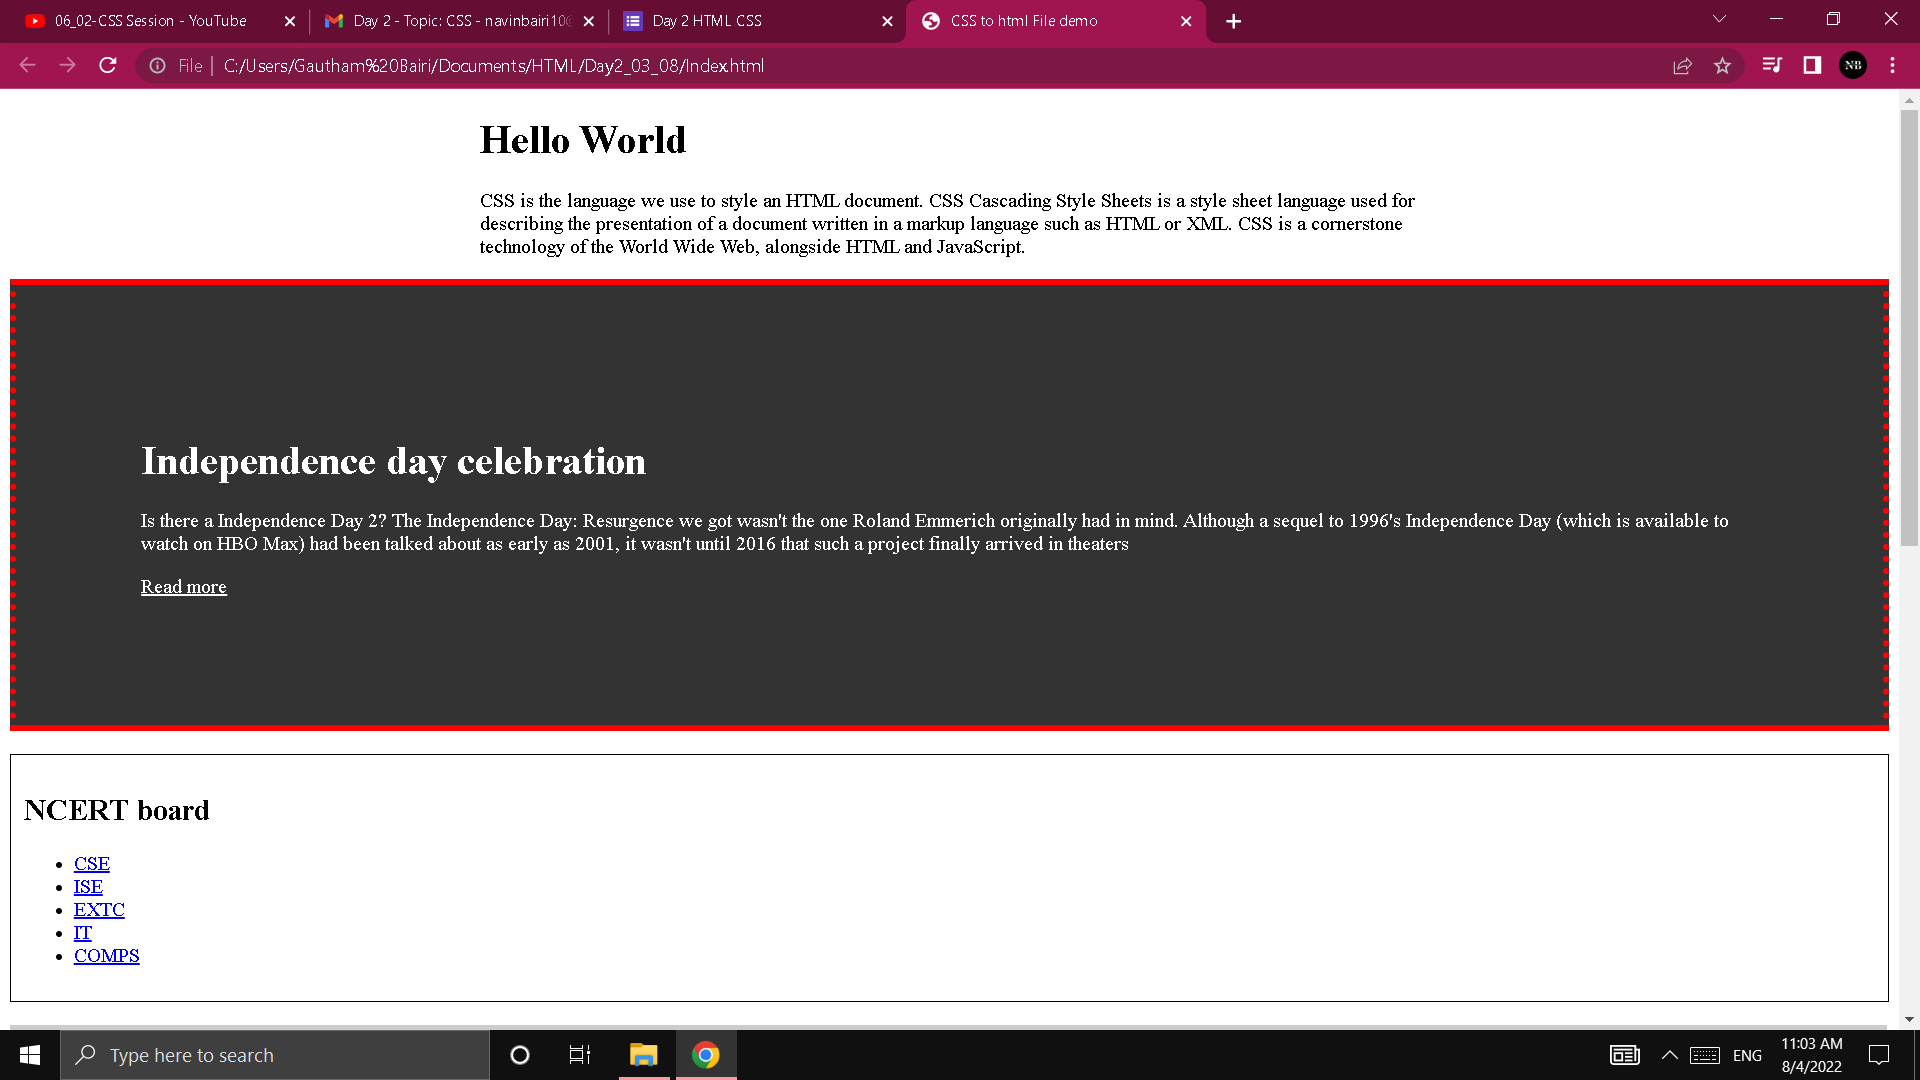 06_02-CSS Session - YouTube
Day 2 - Topic: CSS - navinbairi10@
Day 2 HTML CSS
CSS to html File demo
File | C:/Users/Gautham%20Bairi/Documents/HTML/Day2_03_08/Index.html
NB
Hello World
CSS is the language we use to style an HTML document. CSS Cascading Style Sheets is a style sheet language used for
describing the presentation of a document written in a markup language such as HTML or XML. CSS is a cornerstone
technology of the World Wide Web, alongside HTML and JavaScript.
Independence day celebration
Is there a Independence Day 2? The Independence Day: Resurgence we got wasn't the one Roland Emmerich originally had in mind. Although a sequel to 1996's Independence Day (which is available to
watch on HBO Max) had been talked about as early as 2001, it wasn't until 2016 that such a project finally arrived in theaters
Read more
NCERT board
CSE
ISE
EXTC
IT
COMPS
Type here to search
ENG
11:03 AM
8/4/2022